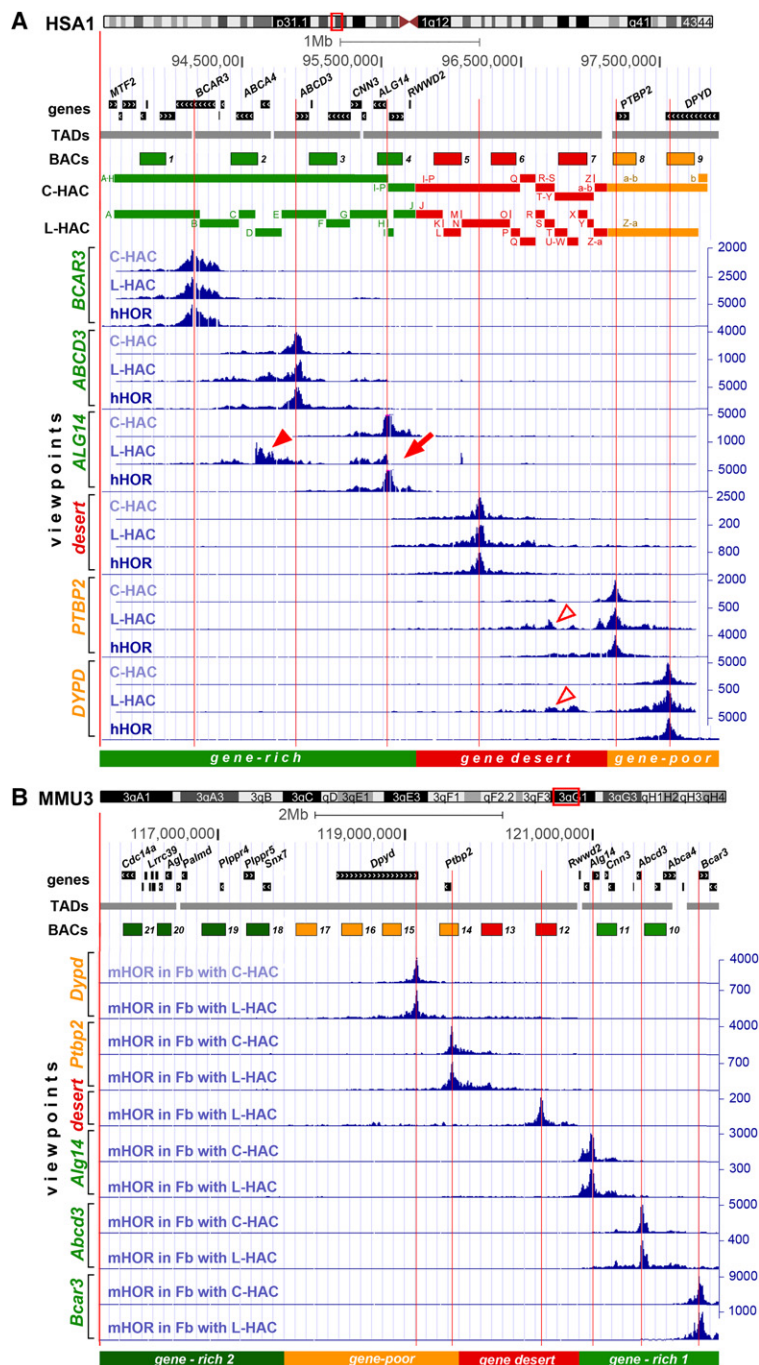 A HSA1 p31.1 1q12 q41 4344
1Mb
94,500,000 95,500,000 96,500,000 97,500,000
MTF2 BCAR3 ABCA4 ABCD3 CNN3 ALG14 RWWD2 PTBP2 DPYD
genes
TADs
BACs 1 2 3 4 5 6 7 8 9
C-HAC A-H I-P I-P Q R-S T-Y Z a-b a-b b
L-HAC A B C D E F G H I J J K L M N O P Q R S T U-W X Y Z Z-a Z-a
viewpoints
BCAR3
C-HAC 2000
L-HAC 2500
hHOR 5000
ABCD3
C-HAC 4000
L-HAC 1000
hHOR 5000
ALG14
C-HAC 5000
L-HAC 1000
hHOR 5000
desert
C-HAC 2500
L-HAC 200
hHOR 800
PTBP2
C-HAC 2000
L-HAC 500
hHOR 4000
DYPD
C-HAC 5000
L-HAC 500
hHOR 5000
gene-rich gene desert gene-poor
B MMU3 3qA1 3qA3 3qB 3qC qD 3qE1 3qE3 3qF1 qF2.2 3qF3 3qG1 3qG3 qH1 H2 qH3 qH4
2Mb
117,000,000 119,000,000 121,000,000
Cdc14a Lrrc39 Agl Palmd Plppr4 Plppr5 Snx7 Dpyd Ptbp2 Rwwd2 Alg14 Cnn3 Abcd3 Abca4 Bcar3
genes
TADs
BACs 21 20 19 18 17 16 15 14 13 12 11 10
viewpoints
Dypd
mHOR in Fb with C-HAC 4000
mHOR in Fb with L-HAC 700
Ptbp2
mHOR in Fb with C-HAC 4000
mHOR in Fb with L-HAC 700
desert
mHOR in Fb with L-HAC 200
Alg14
mHOR in Fb with C-HAC 3000
mHOR in Fb with L-HAC 300
Abcd3
mHOR in Fb with C-HAC 5000
mHOR in Fb with L-HAC 400
Bcar3
mHOR in Fb with C-HAC 9000
mHOR in Fb with L-HAC 1000
gene - rich 2 gene-poor gene desert gene - rich 1